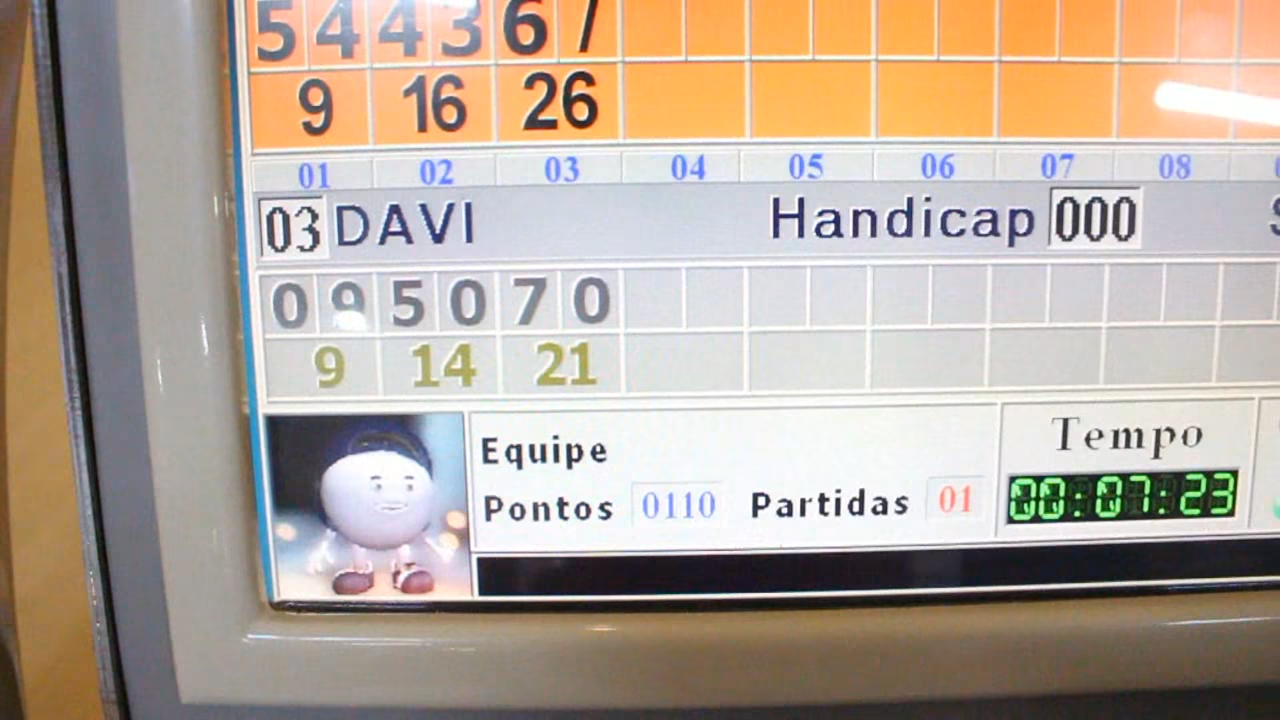 5 4 4 3 6 /
9 16 26
01 02 03 04 05 06 07 08
03 DAVI Handicap 000
0 9 5 0 7 0
9 14 21
Equipe
Tempo
Pontos 0110 Partidas 01
00:07:23